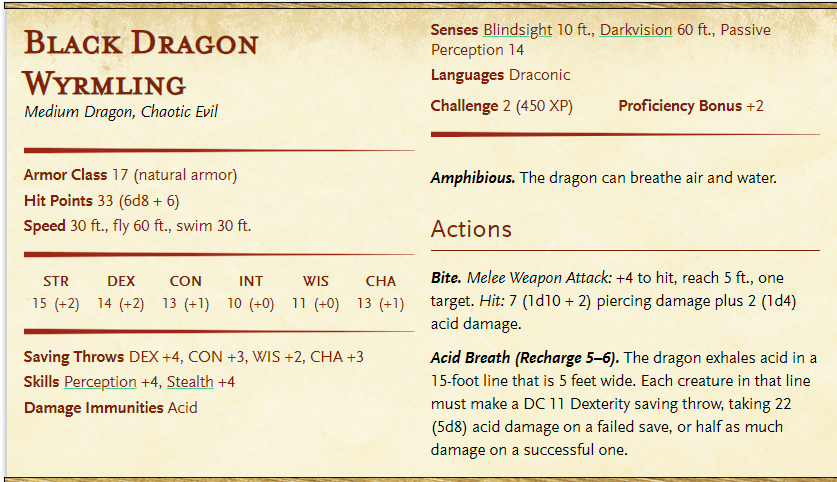 Black Dragon
Wyrmling
Medium Dragon, Chaotic Evil
Armor Class 17 (natural armor)
Hit Points 33 (6d8 + 6)
Speed 30 ft., fly 60 ft., swim 30 ft.
STR DEX CON INT WIS CHA
15 (+2) 14 (+2) 13 (+1) 10 (+0) 11 (+0) 13 (+1)
Saving Throws DEX +4, CON +3, WIS +2, CHA +3
Skills Perception +4, Stealth +4
Damage Immunities Acid
Senses Blindsight 10 ft., Darkvision 60 ft., Passive
Perception 14
Languages Draconic
Challenge 2 (450 XP) Proficiency Bonus +2
Amphibious. The dragon can breathe air and water.
Actions
Bite. Melee Weapon Attack: +4 to hit, reach 5 ft., one
target. Hit: 7 (1d10 + 2) piercing damage plus 2 (1d4)
acid damage.
Acid Breath (Recharge 5–6). The dragon exhales acid in a
15-foot line that is 5 feet wide. Each creature in that line
must make a DC 11 Dexterity saving throw, taking 22
(5d8) acid damage on a failed save, or half as much
damage on a successful one.